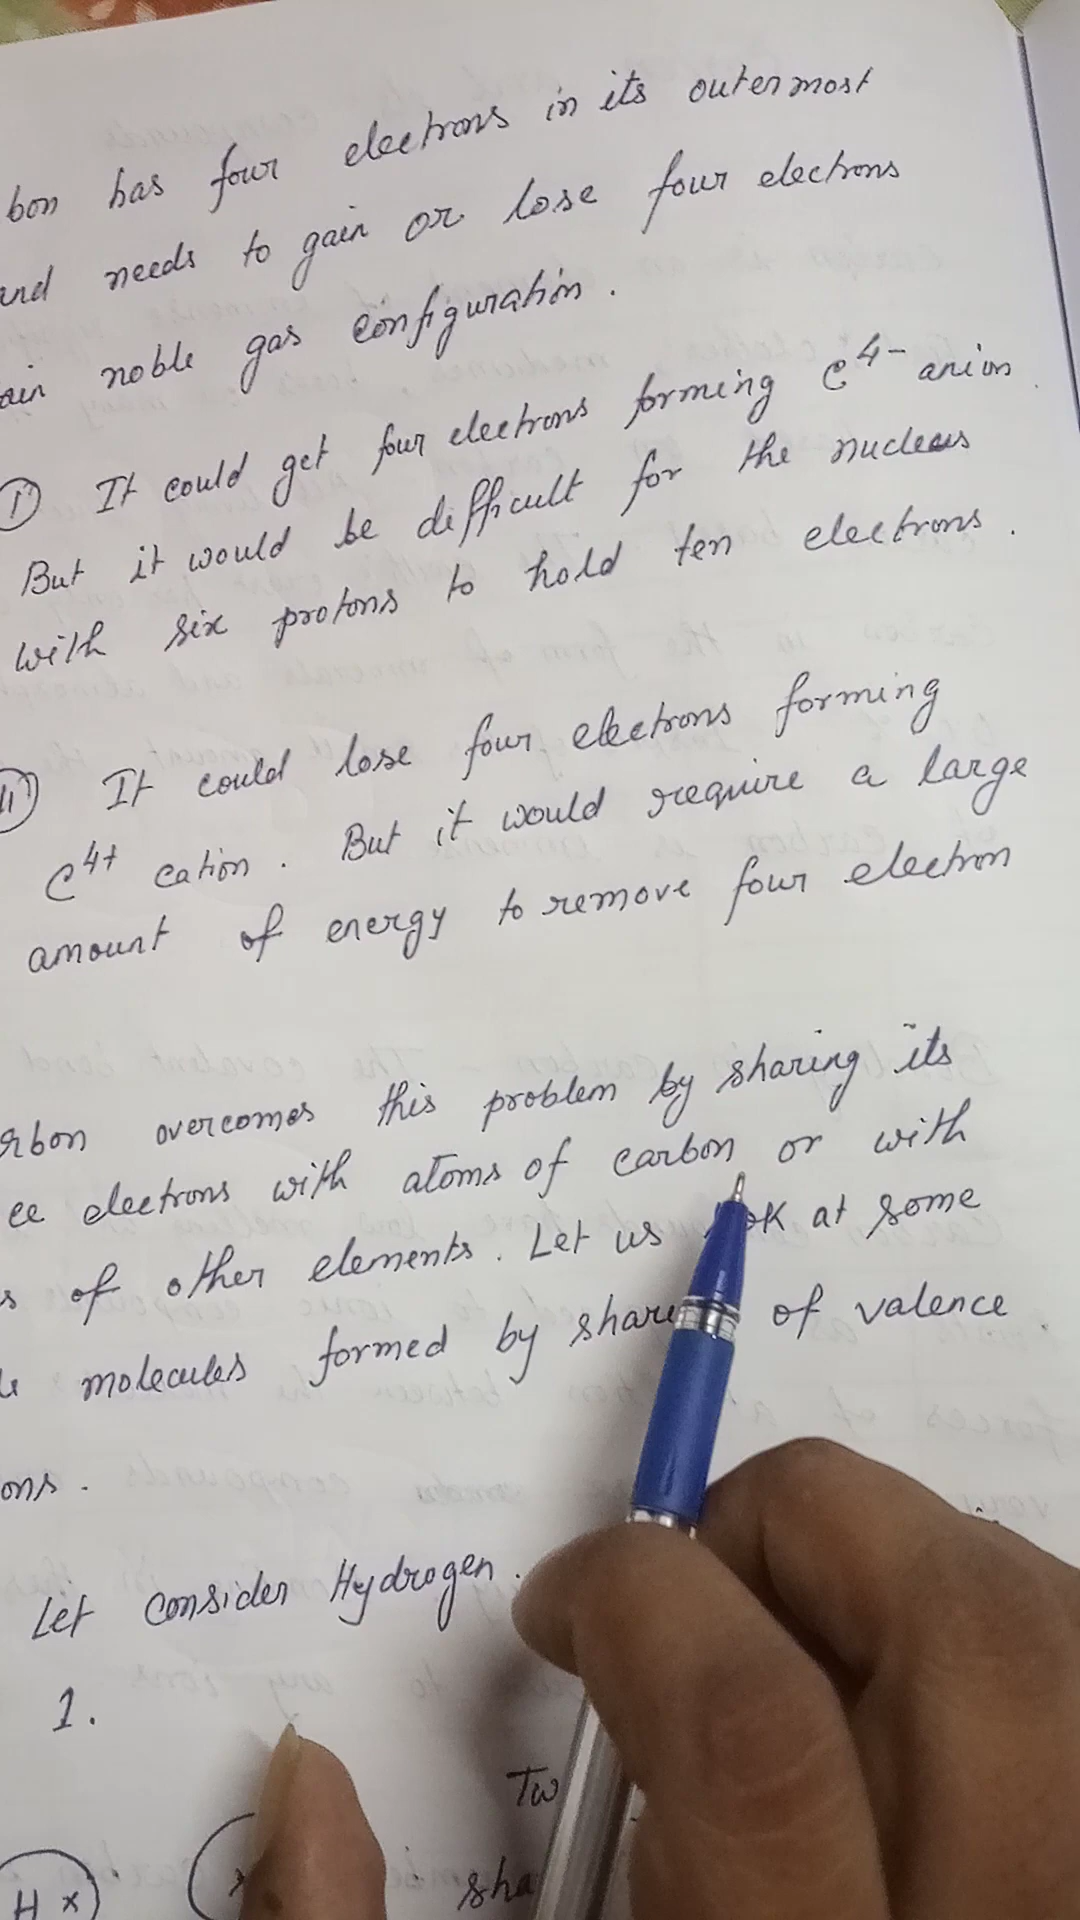 bon has four electrons in its outermost
and needs to gain or lose four electrons
ain noble gas configuration.
I It could get four electrons forming C4- anion.
But it would be difficult for the nucleus
with six protons to hold ten electrons.
II It could lose four electrons forming
C4+ cation. But it would require a large
amount of energy to remove four electron
rbon overcomes this problem by sharing its
ce electrons with atoms of carbon or with
s of other elements. Let us ok at some
le molecules formed by shar of valence
ons.
Let Consider Hydrogen.
1.
Tw
sha
H x